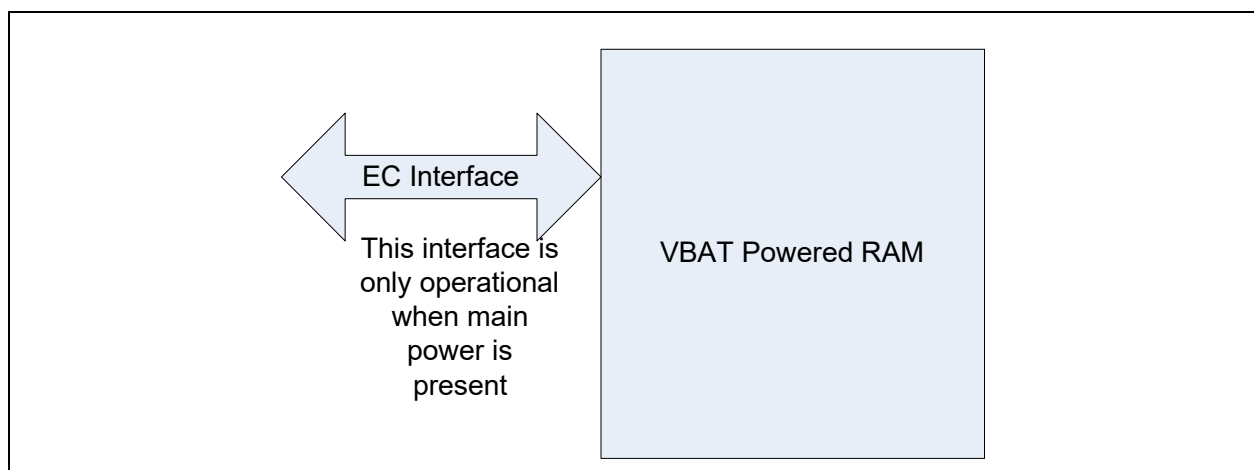 EC Interface
This interface is
only operational
when main
power is
present
VBAT Powered RAM